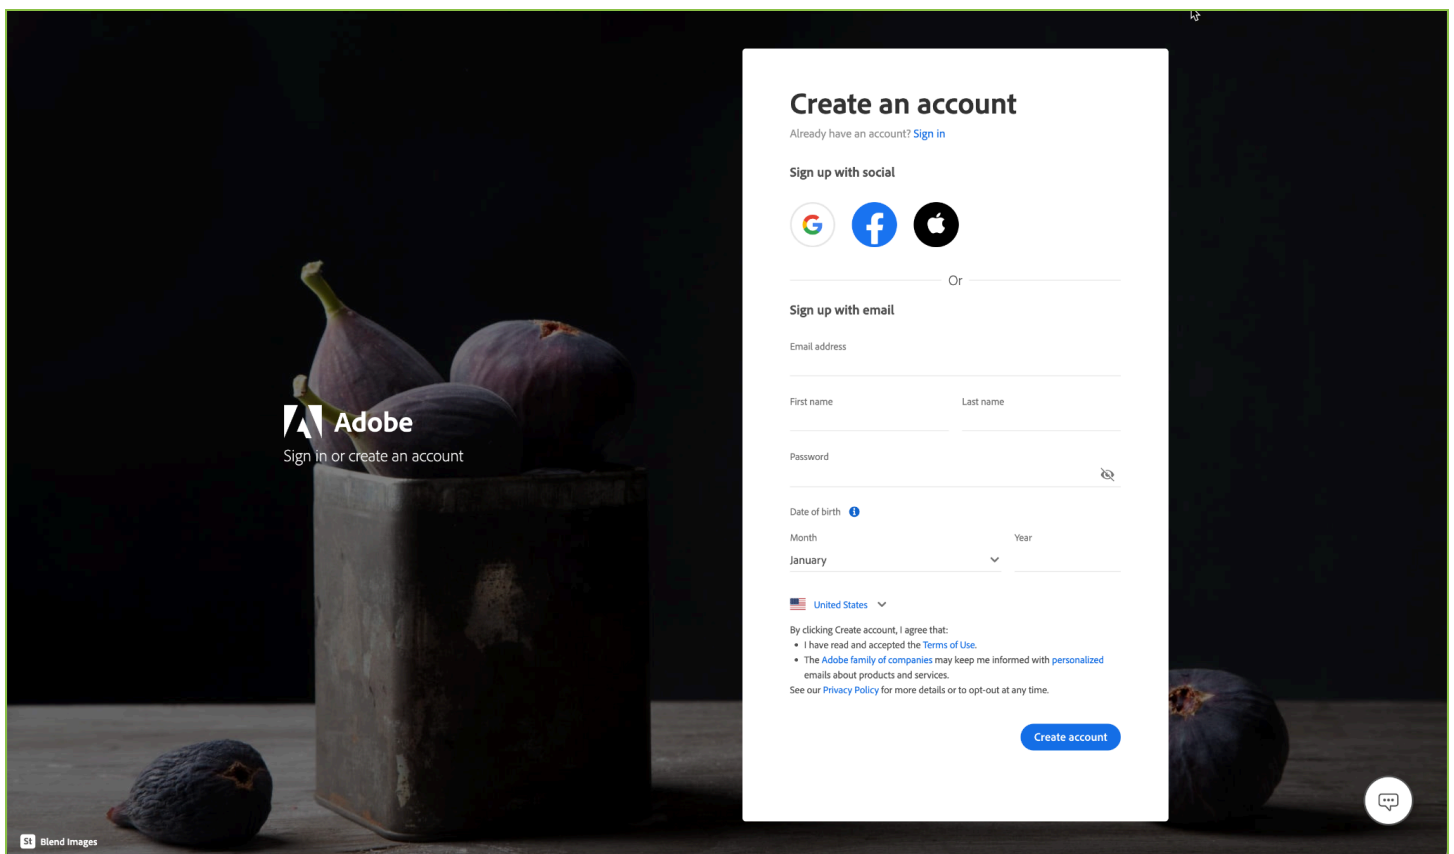 Create an account
Already have an account? Sign in
Sign up with social
Or
Sign up with email
Email address
First name Last name
Password
Date of birth
Month Year
January
United States
By clicking Create account, I agree that:
• I have read and accepted the Terms of Use.
• The Adobe family of companies may keep me informed with personalized
emails about products and services.
See our Privacy Policy for more details or to opt-out at any time.
Create account
Adobe
Sign in or create an account
St Blend Images